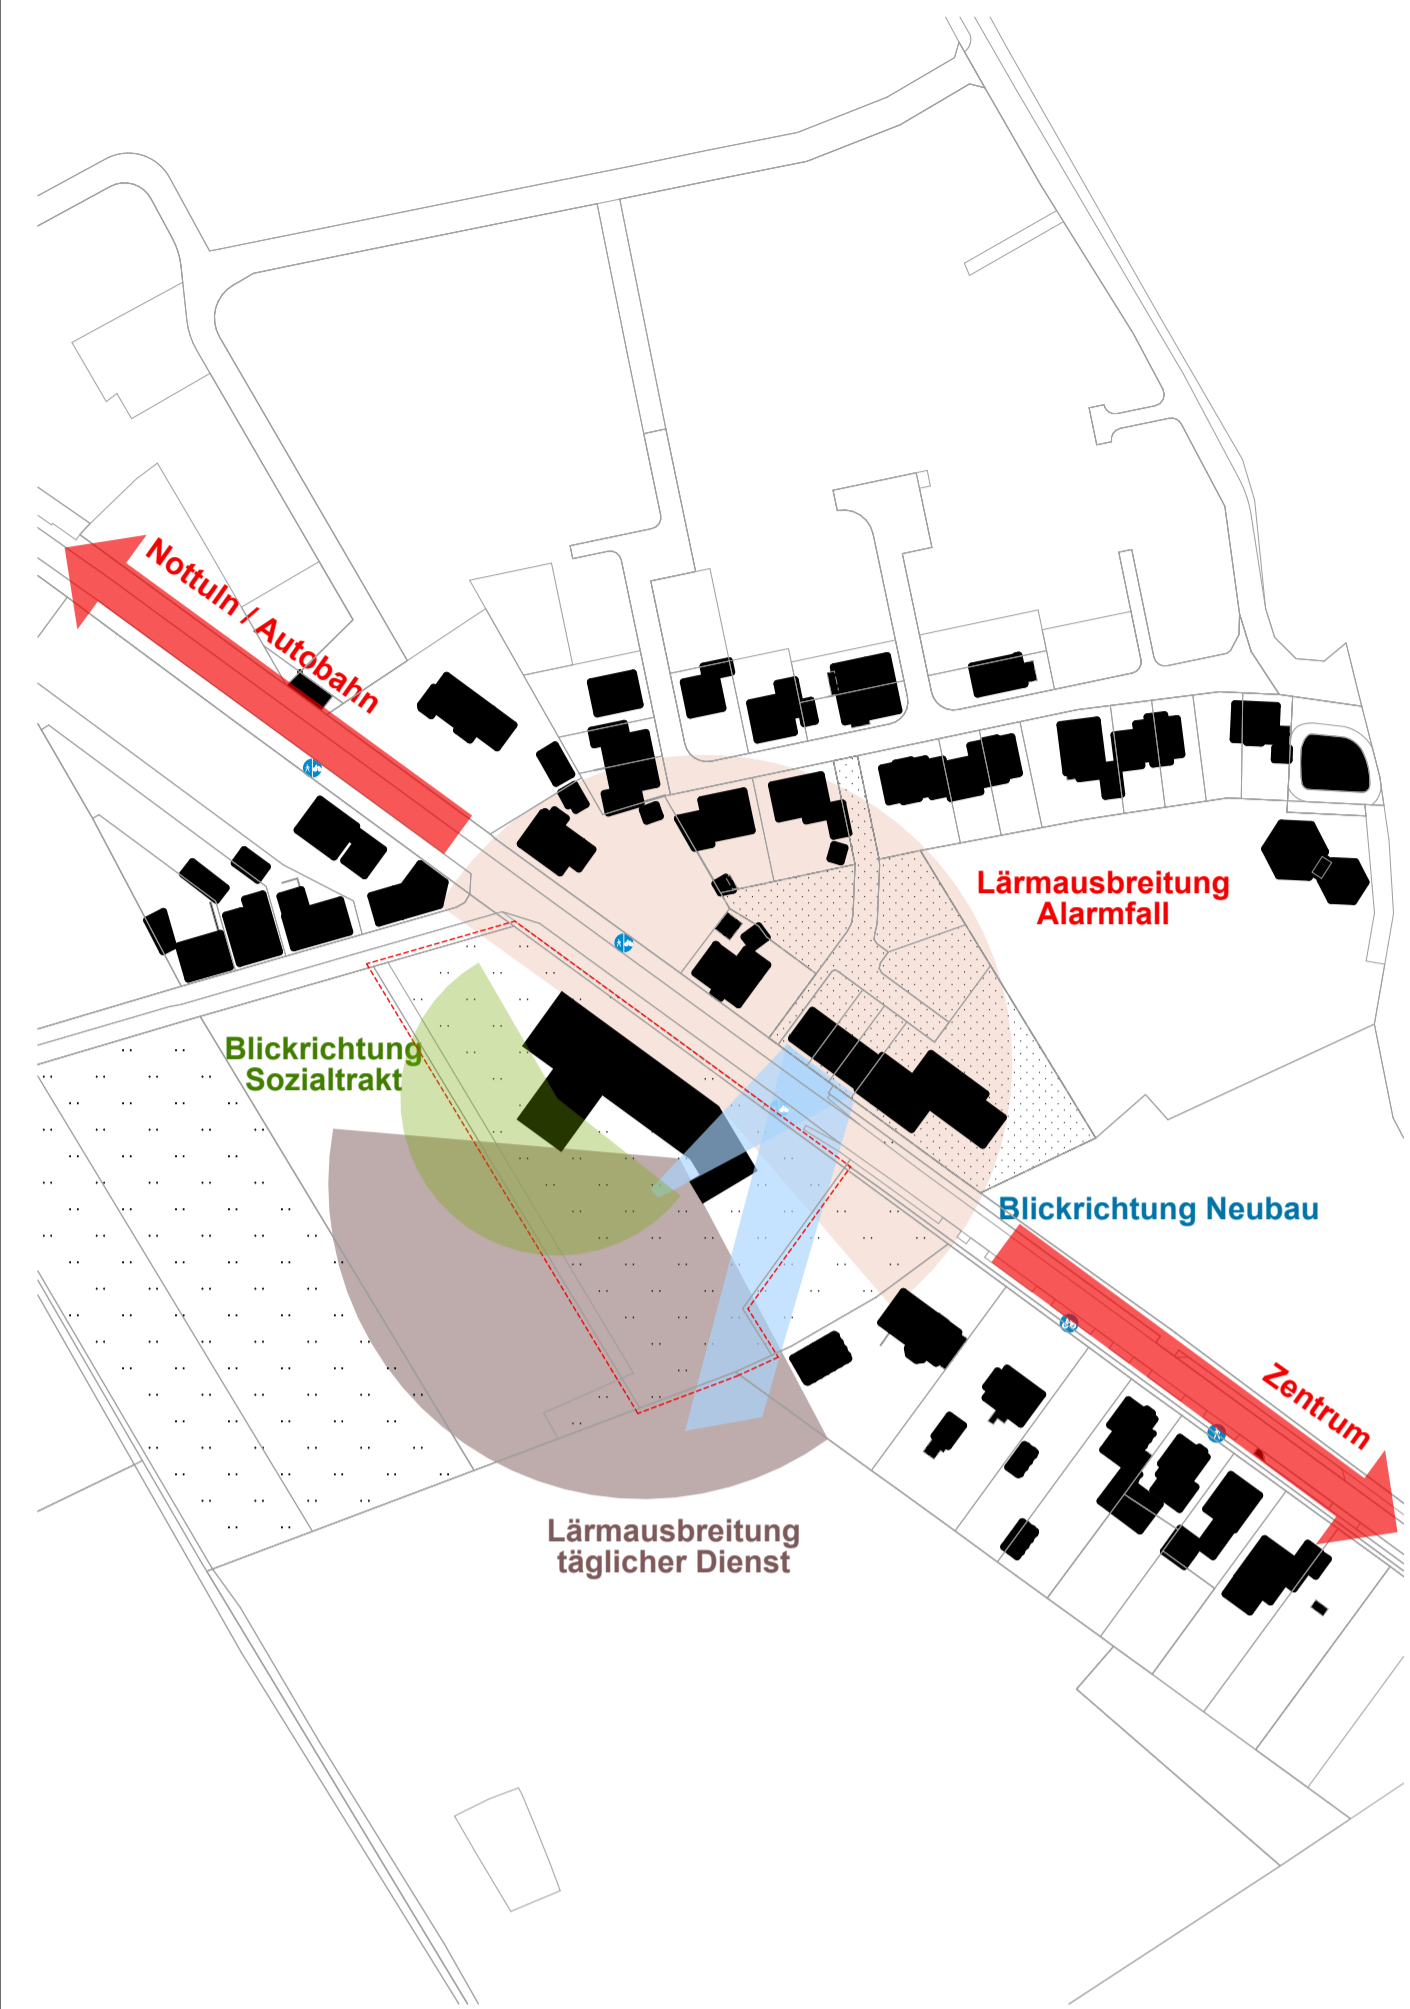 Nottuln / Autobahn
Lärmausbreitung
Alarmfall
Blickrichtung
Sozialtrakt
Blickrichtung Neubau
Zentrum
Lärmausbreitung
täglicher Dienst